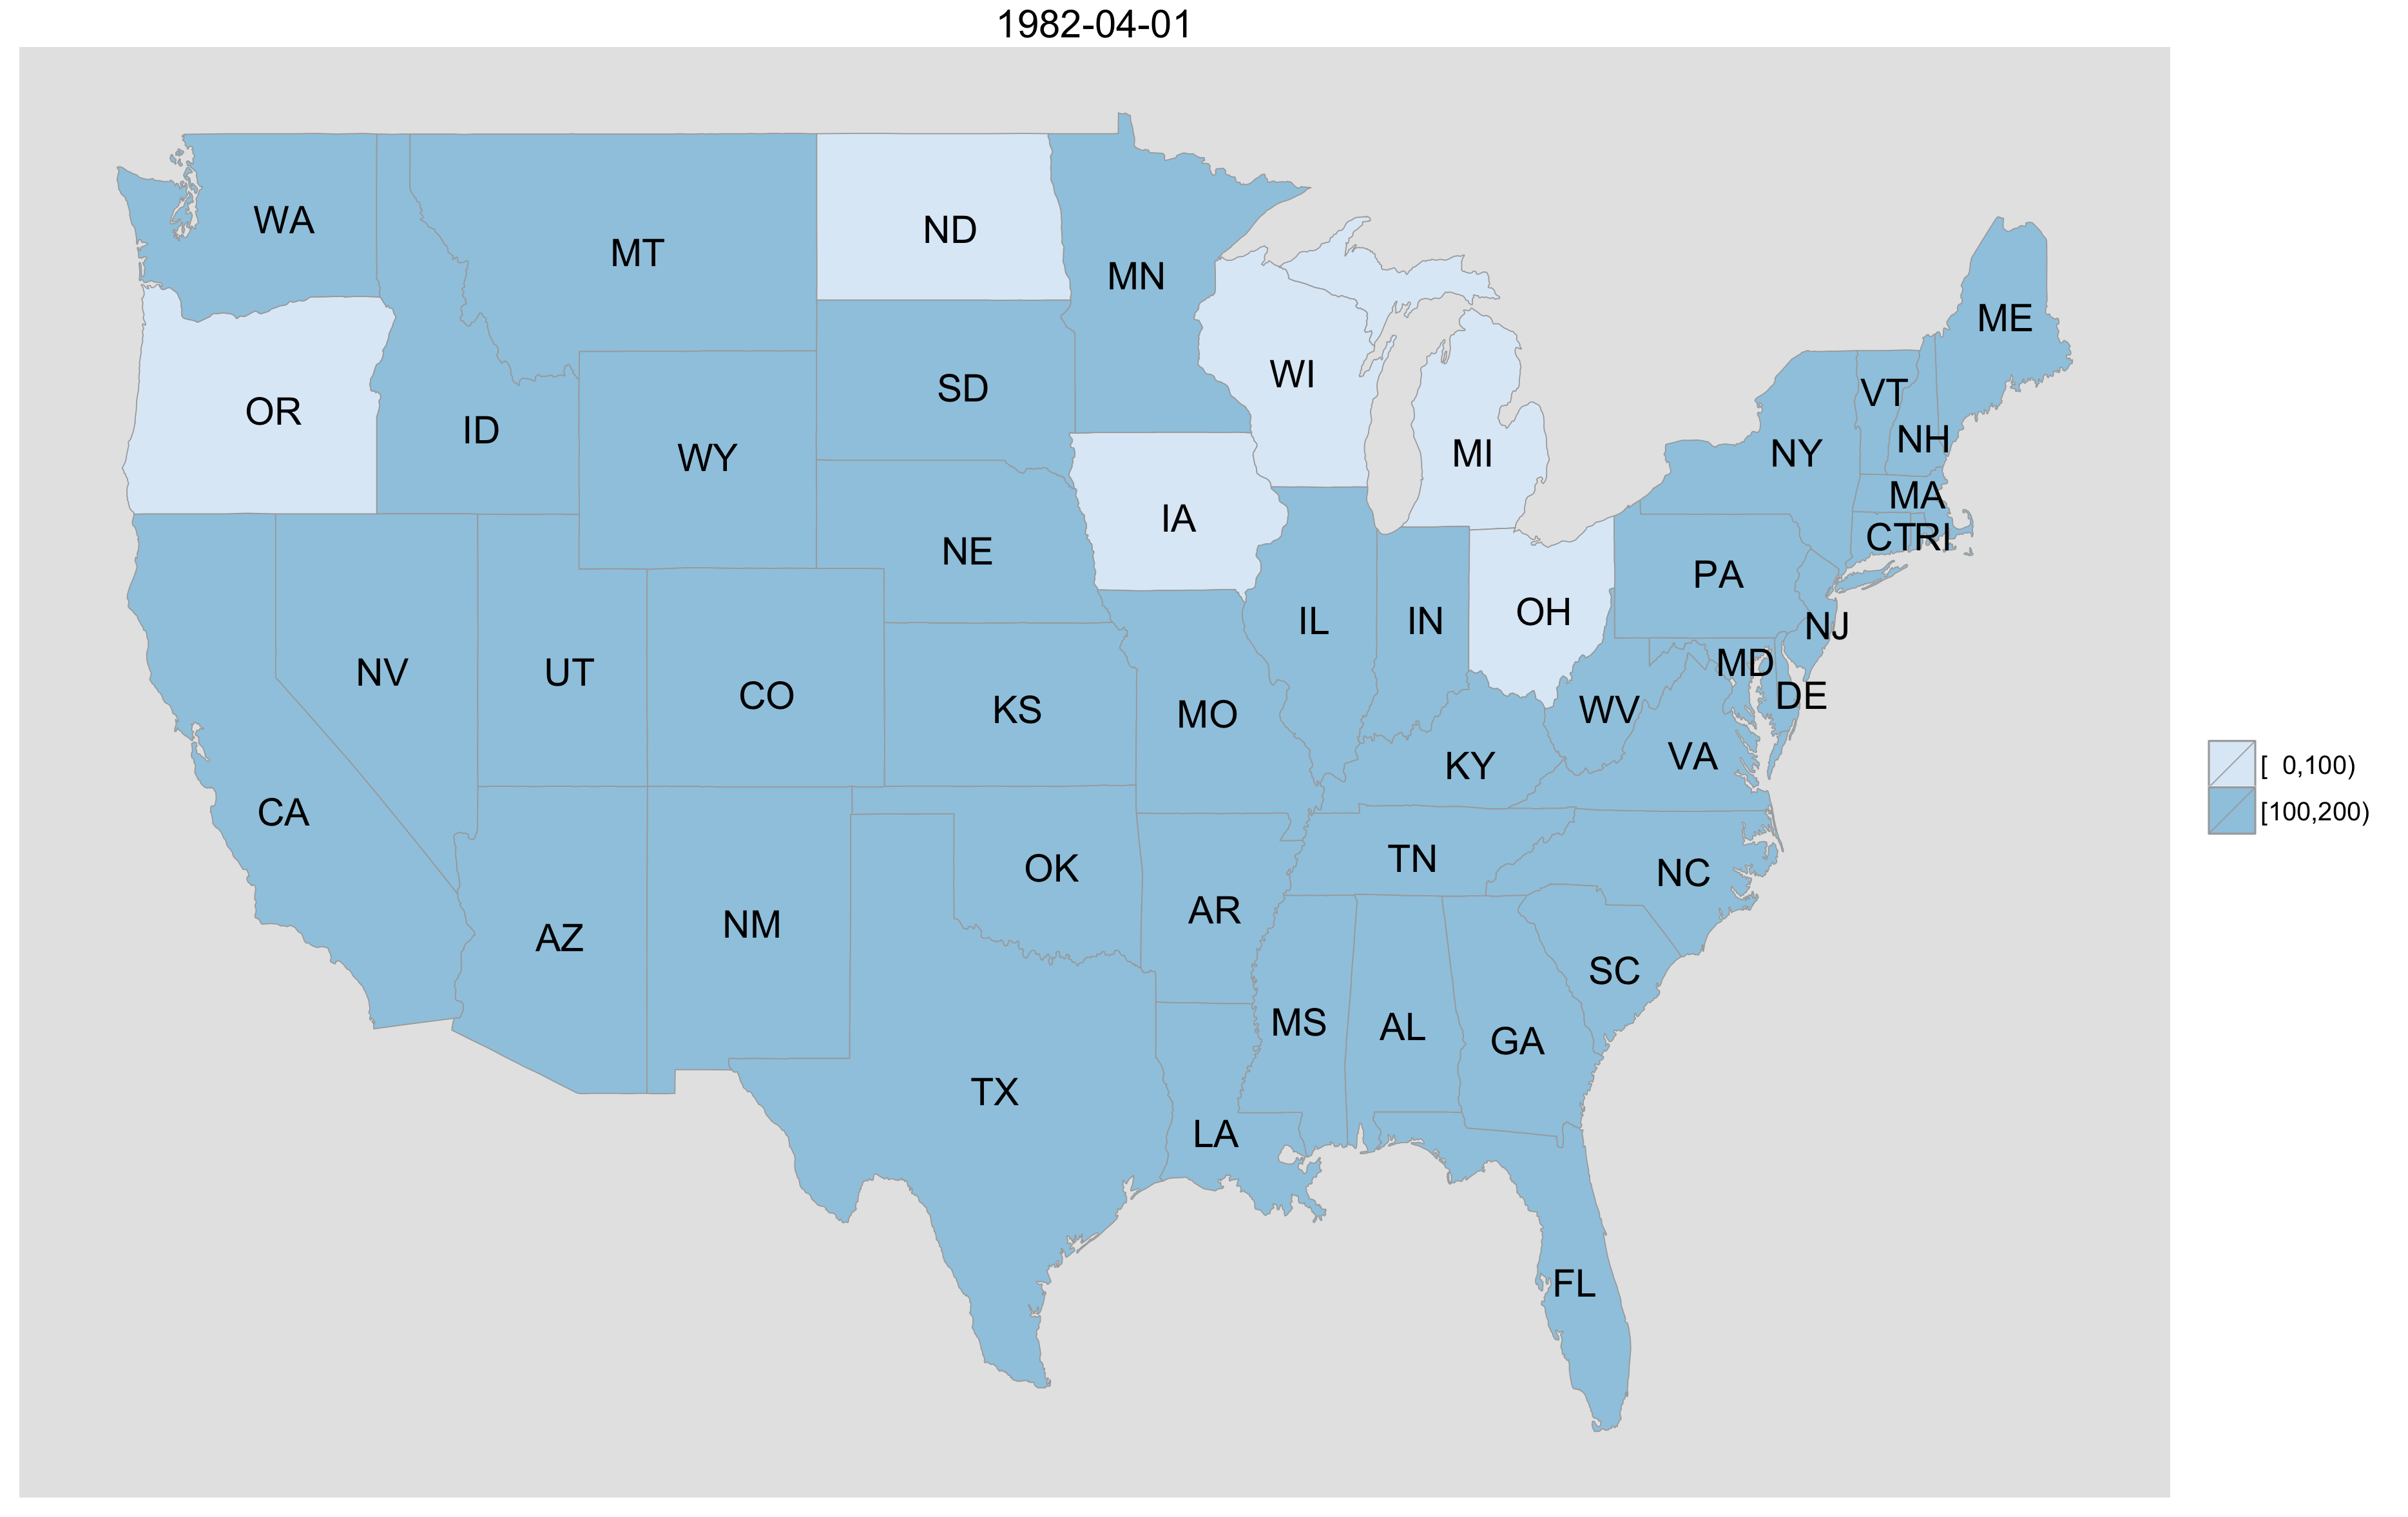 1982-04-01
WA
MT
ND
MN
ME
OR
ID
WY
SD
WI
MI
VT
NH
NY
MA
IA
CTRI
NE
PA
IL
IN
OH
NJ
NV
UT
CO
KS
MO
MD
DE
WV
VA
KY
[  0,100)
[100,200)
CA
TN
NC
OK
AR
AZ
NM
SC
MS
AL
GA
TX
LA
FL